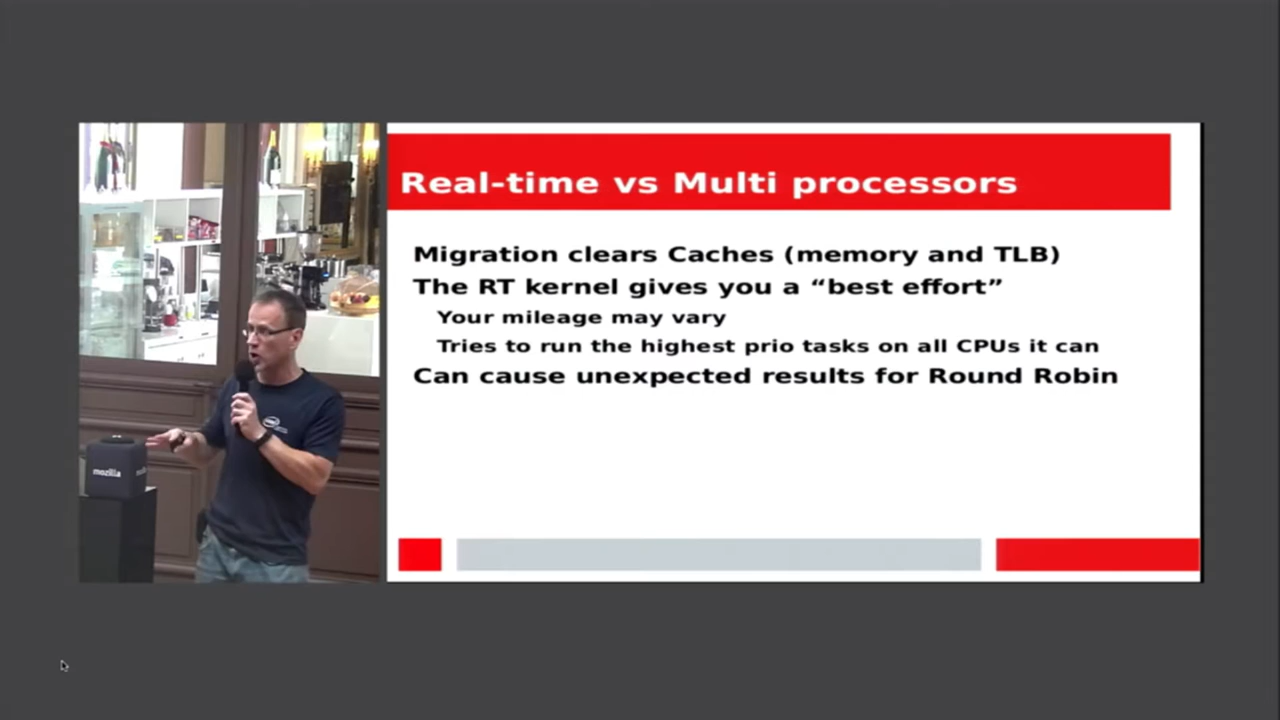 Real-time vs Multi processors
Migration clears Caches (memory and TLB)
The RT kernel gives you a “best effort”
Your mileage may vary
Tries to run the highest prio tasks on all CPUs it can
Can cause unexpected results for Round Robin
mozilla